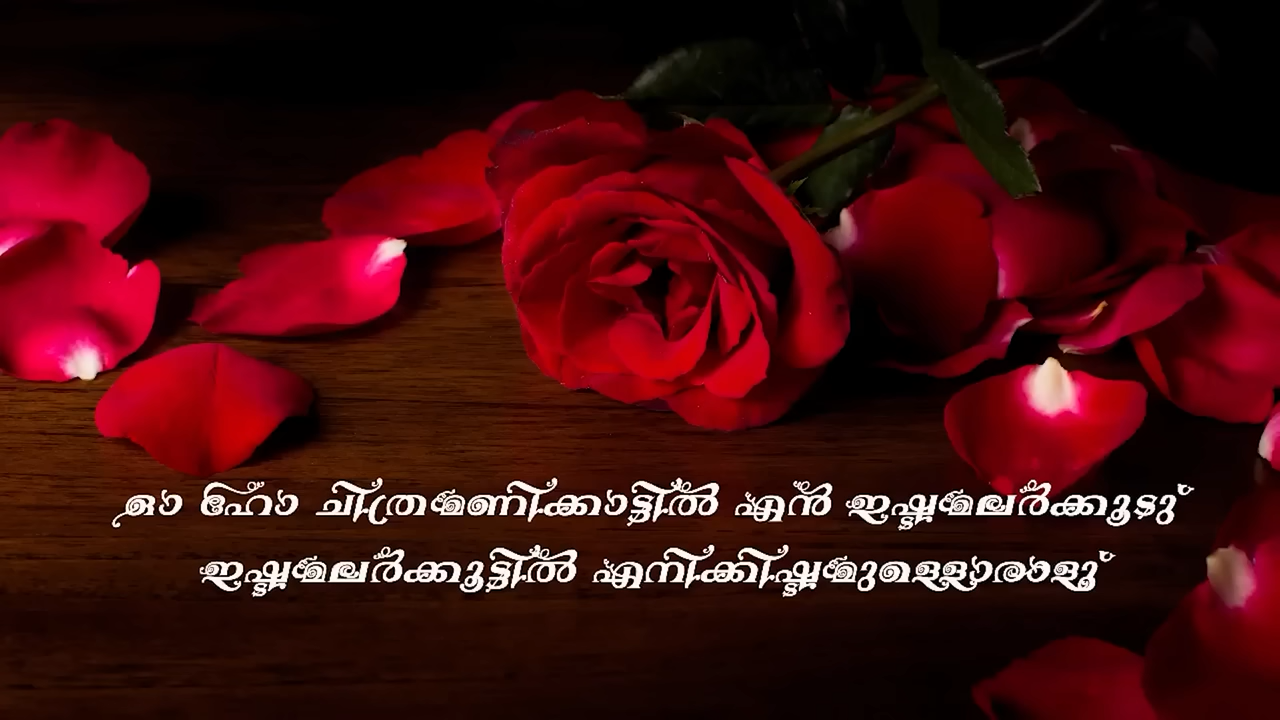 ഓ ഹോ ചിത്രമണിക്കാട്ടിൽ എൻ ഇഷ്ടമലർക്കൂടു്
ഇഷ്ടമലർക്കൂട്ടിൽ എനിക്കിഷ്ടമുള്ളൊരാളു്